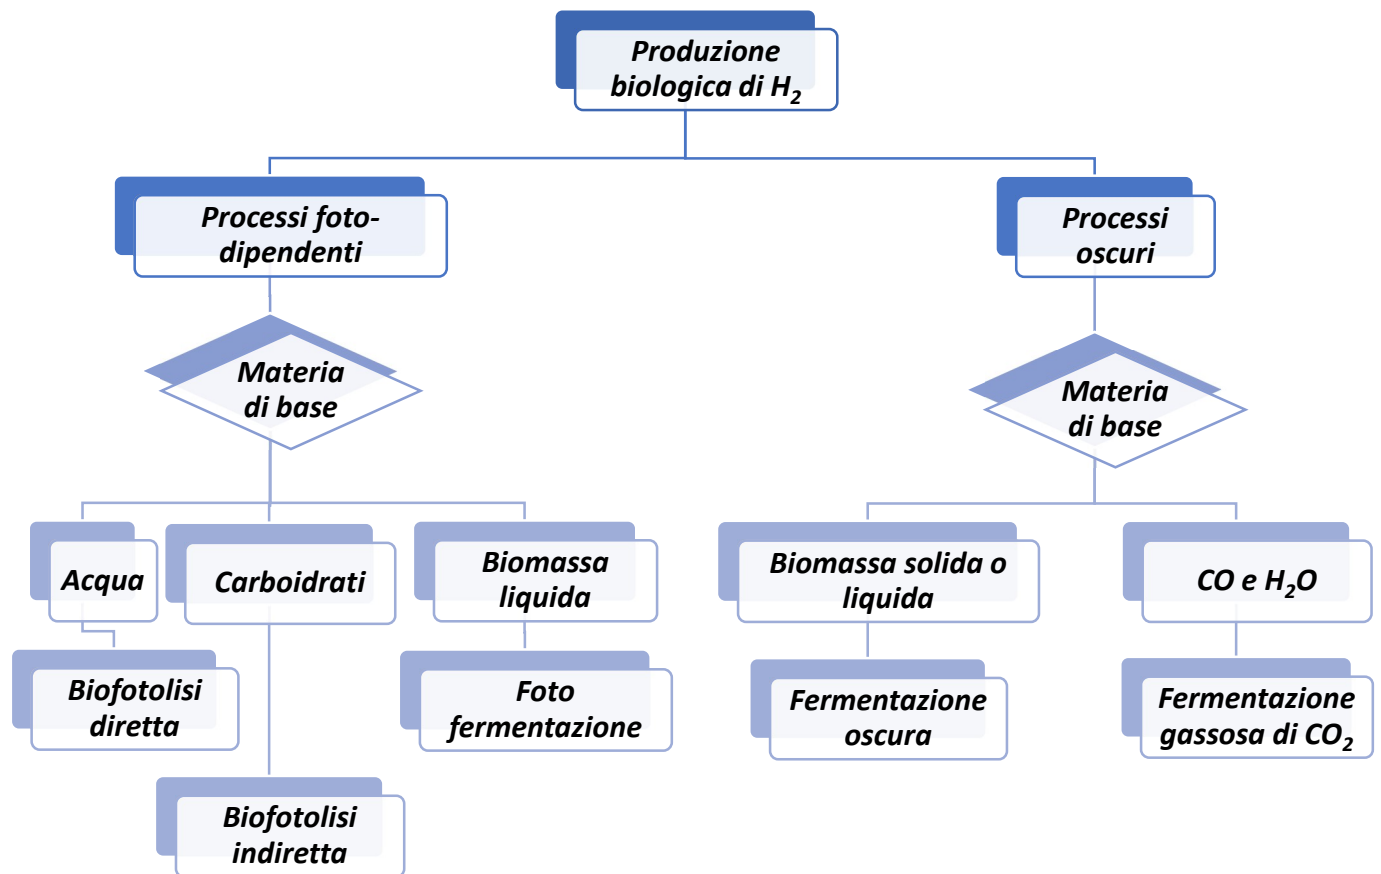 Produzione
biologica di H₂
Processi foto-
dipendenti
Processi
oscuri
Materia
di base
Materia
di base
Acqua
Carboidrati
Biomassa
liquida
Biomassa solida o
liquida
CO e H₂O
Biofotolisi
diretta
Foto
fermentazione
Fermentazione
oscura
Fermentazione
gassosa di CO₂
Biofotolisi
indiretta